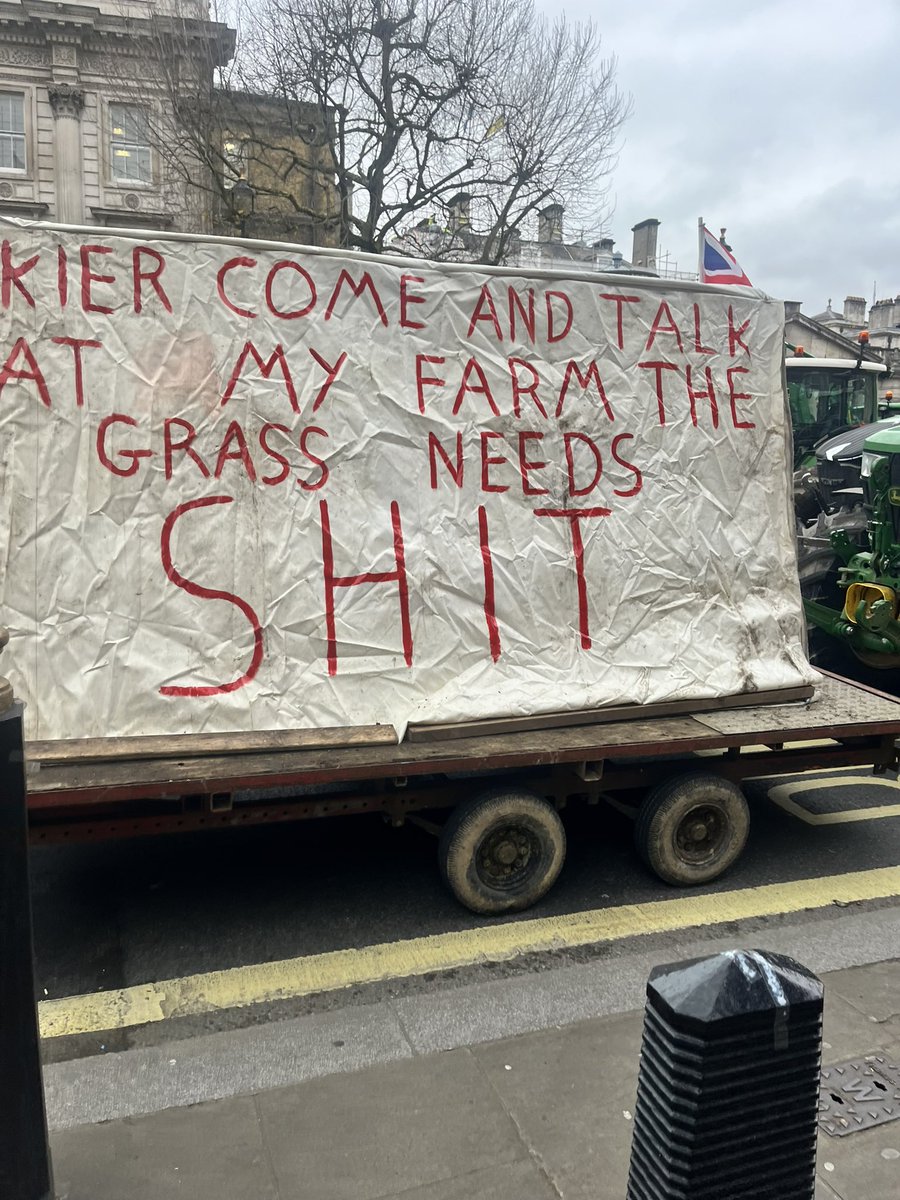 KIER COME AND TALK
AT MY FARM THE
GRASS NEEDS
SHIT